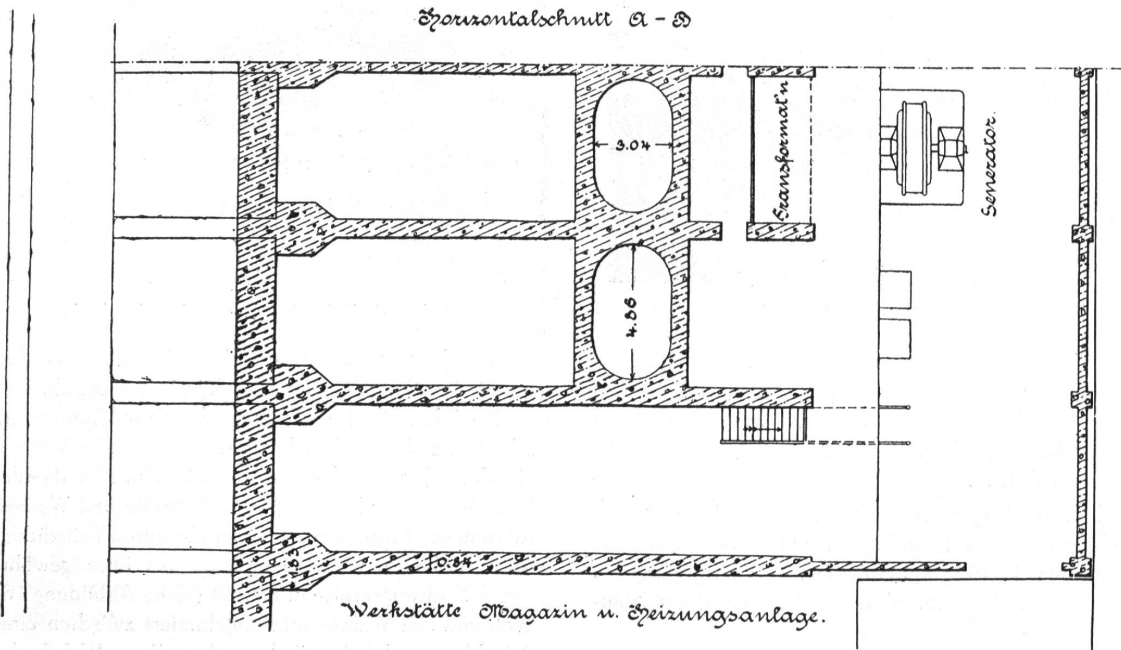 Horizontalschnitt A - B
3.04
Transformat'n
Generator.
4.86
0.84
Werkstätte Magazin u. Heizungsanlage.